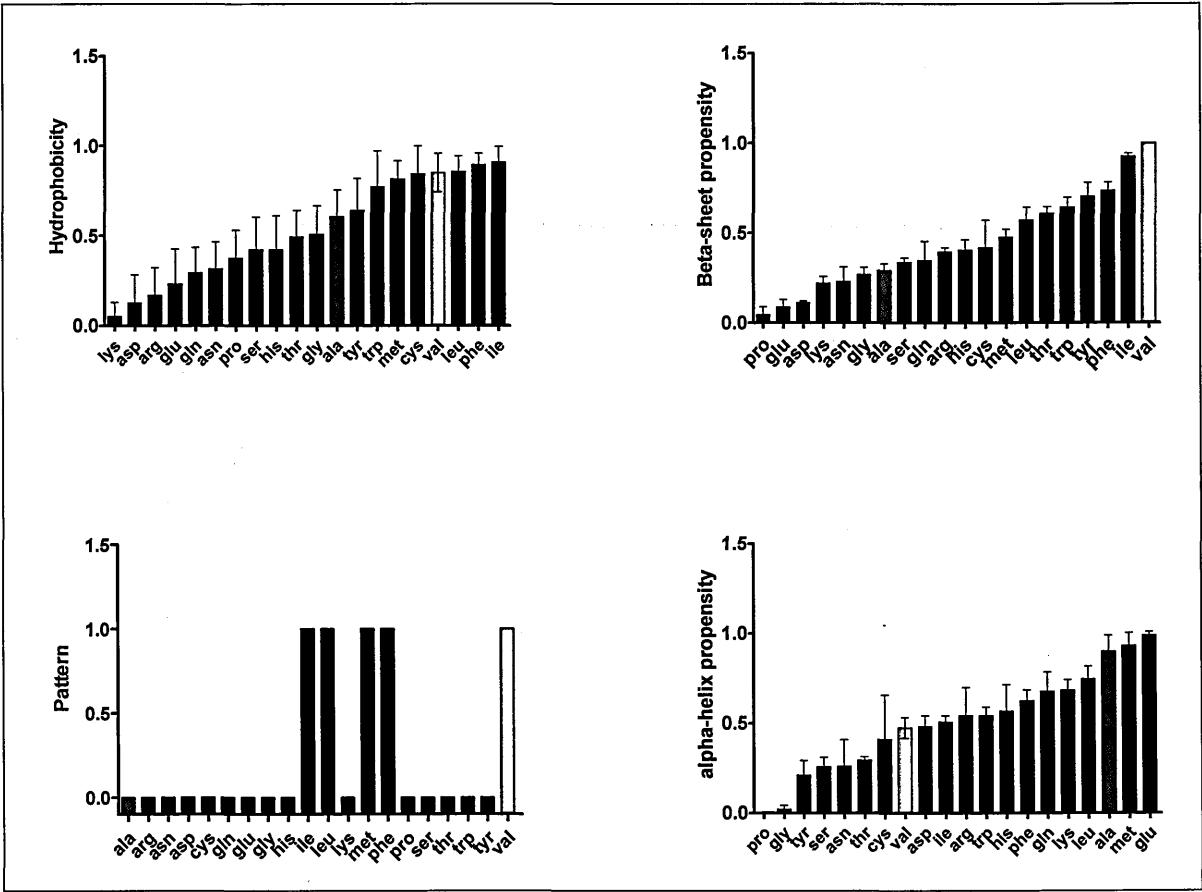 Hydrophobicity
1.5
1.0
0.5
0.0
lys asp arg glu gln asn pro ser his thr gly ala tyr trp met cys val leu phe ile
Beta-sheet propensity
1.5
1.0
0.5
0.0
pro glu asp lys asn gly ala ser gln arg his cys met leu thr trp tyr phe ile val
Pattern
1.5
1.0
0.5
0.0
ala arg asn asp cys gln glu gly his Ile leu lys met phe pro ser thr trp tyr val
alpha-helix propensity
1.5
1.0
0.5
0.0
pro gly tyr ser asn thr cys val asp ile arg trp his phe gln lys leu ala met glu